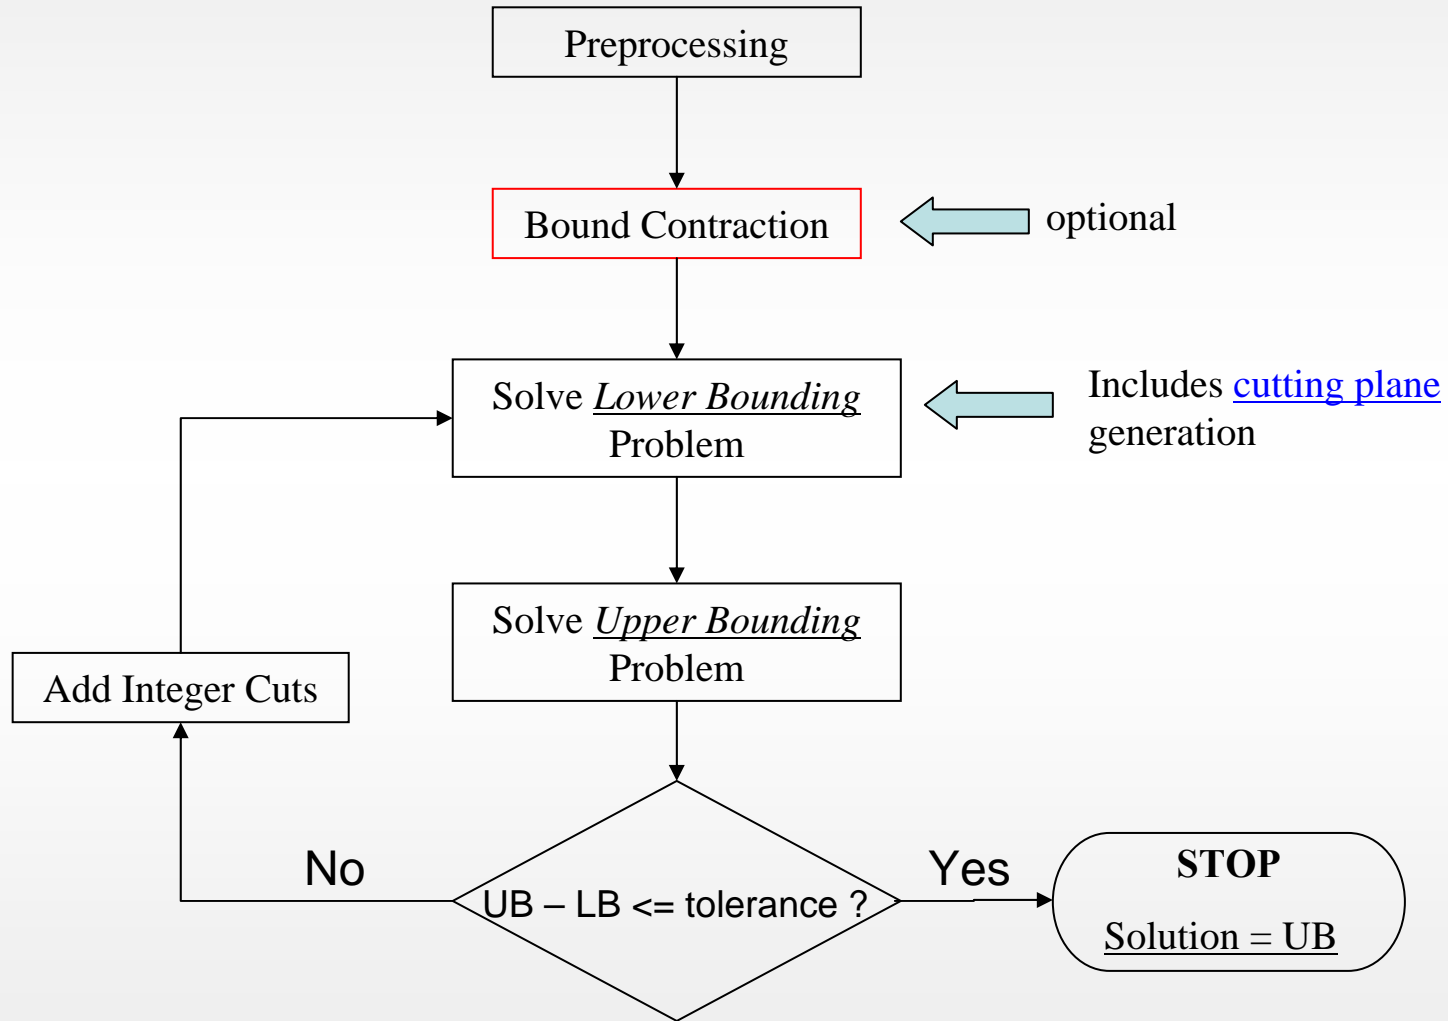 Preprocessing
Bound Contraction
optional
Solve Lower Bounding
Problem
Includes cutting plane
generation
Solve Upper Bounding
Problem
Add Integer Cuts
No
UB – LB <= tolerance ?
Yes
STOP
Solution = UB